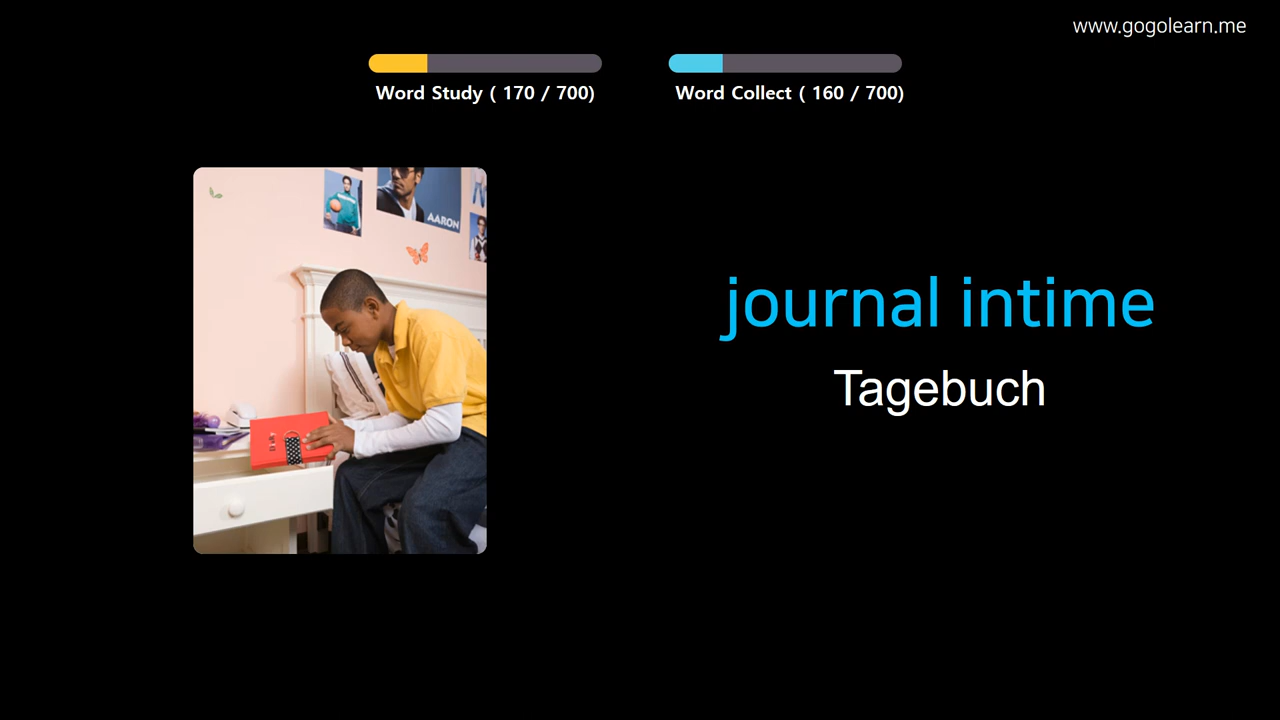 www.gogolearn.me
Word Study ( 170 / 700)
Word Collect ( 160 / 700)
AARON
journal intime
Tagebuch